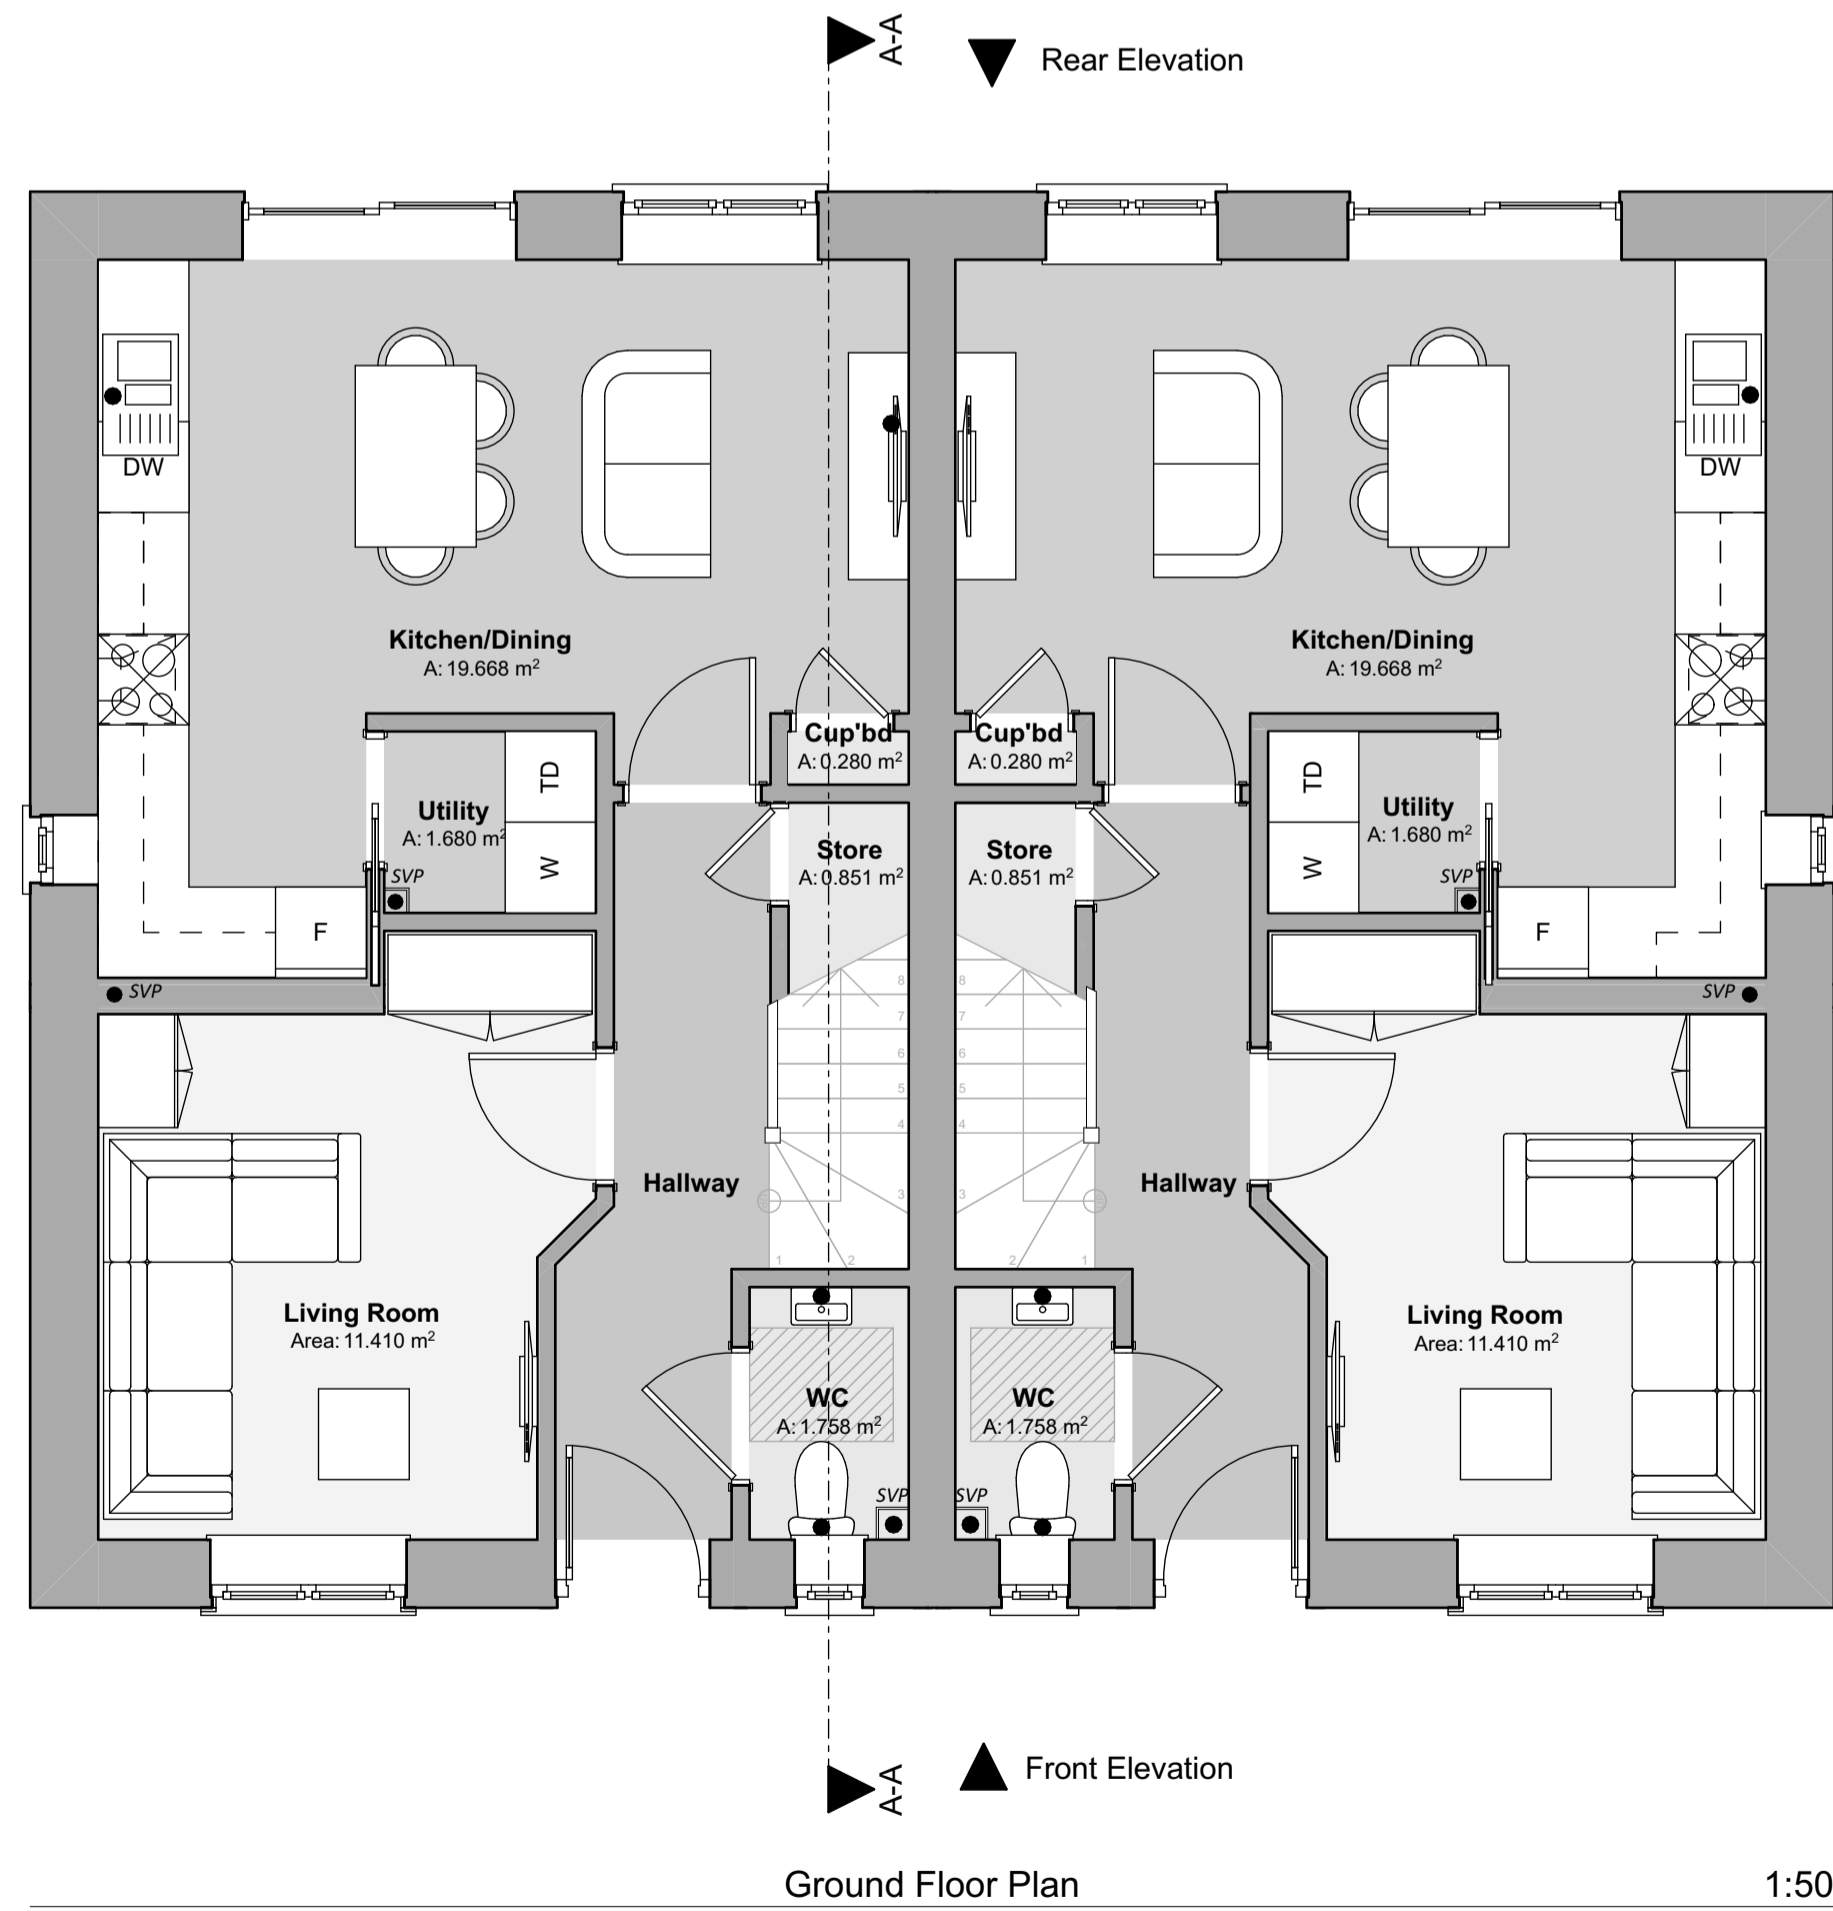 A-A
Rear Elevation
DW
DW
Kitchen/Dining
A: 19.668 m²
Kitchen/Dining
A: 19.668 m²
Cup'bd
A: 0.280 m²
Cup'bd
A: 0.280 m²
TD
Utility
A: 1.680 m²
W
SVP
TD
Utility
A: 1.680 m²
W
SVP
Store
A: 0.851 m²
Store
A: 0.851 m²
F
F
SVP
SVP
8
7
6
5
4
3
2
1
8
7
6
5
4
3
2
1
Hallway
Hallway
Living Room
Area: 11.410 m²
Living Room
Area: 11.410 m²
WC
A: 1.758 m²
WC
A: 1.758 m²
SVP
SVP
A-A
Front Elevation
Ground Floor Plan
1:50